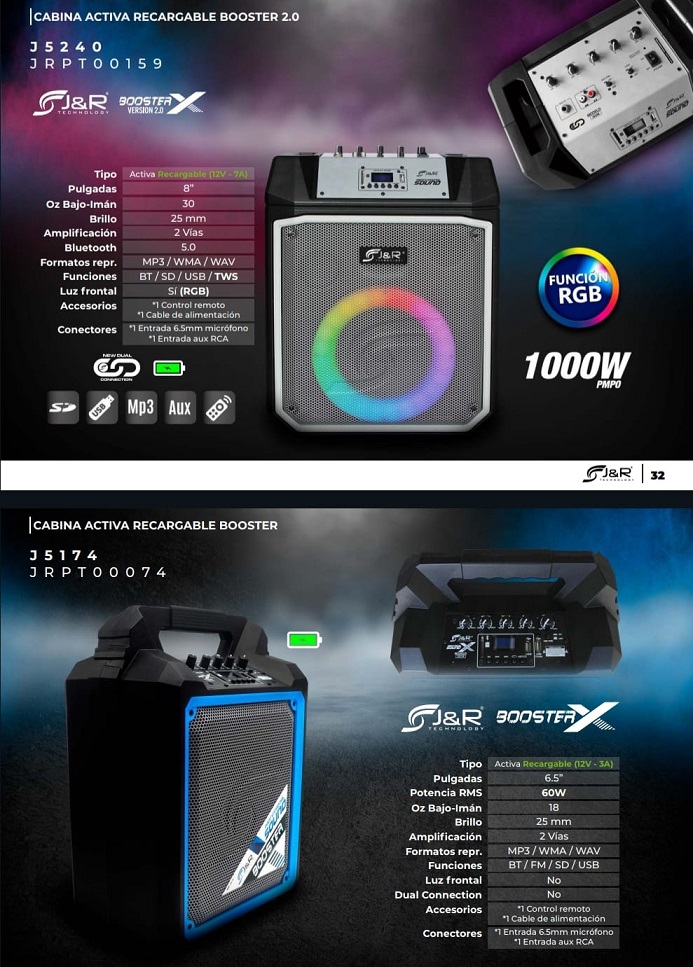 CABINA ACTIVA RECARGABLE BOOSTER 2.0
J5240
JRPT00159
J&R
TECHNOLOGY
BOOSTER X
VERSION 2.0
Tipo Activa Recargable (12V - 7A)
Pulgadas 8"
Oz Bajo-Imán 30
Brillo 25 mm
Amplificación 2 Vías
Bluetooth 5.0
Formatos repr. MP3 / WMA / WAV
Funciones BT / SD / USB / TWS
Luz frontal Sí (RGB)
Accesorios *1 Control remoto
*1 Cable de alimentación
Conectores *1 Entrada 6.5mm micrófono
*1 Entrada aux RCA
NEW DUAL
CONNECTION
SD USB Mp3 Aux
J&R
SOUND
J&R
FUNCIÓN
RGB
1000W
PMPO
J&R
TECHNOLOGY
32
CABINA ACTIVA RECARGABLE BOOSTER
J5174
JRPT00074
J&R
SOUND
BOOSTER
J&R
J&R
TECHNOLOGY
BOOSTER X
Tipo Activa Recargable (12V - 3A)
Pulgadas 6.5"
Potencia RMS 60W
Oz Bajo-Imán 18
Brillo 25 mm
Amplificación 2 Vías
Formatos repr. MP3 / WMA / WAV
Funciones BT / FM / SD / USB
Luz frontal No
Dual Connection No
Accesorios *1 Control remoto
*1 Cable de alimentación
Conectores *1 Entrada 6.5mm micrófono
*1 Entrada aux RCA